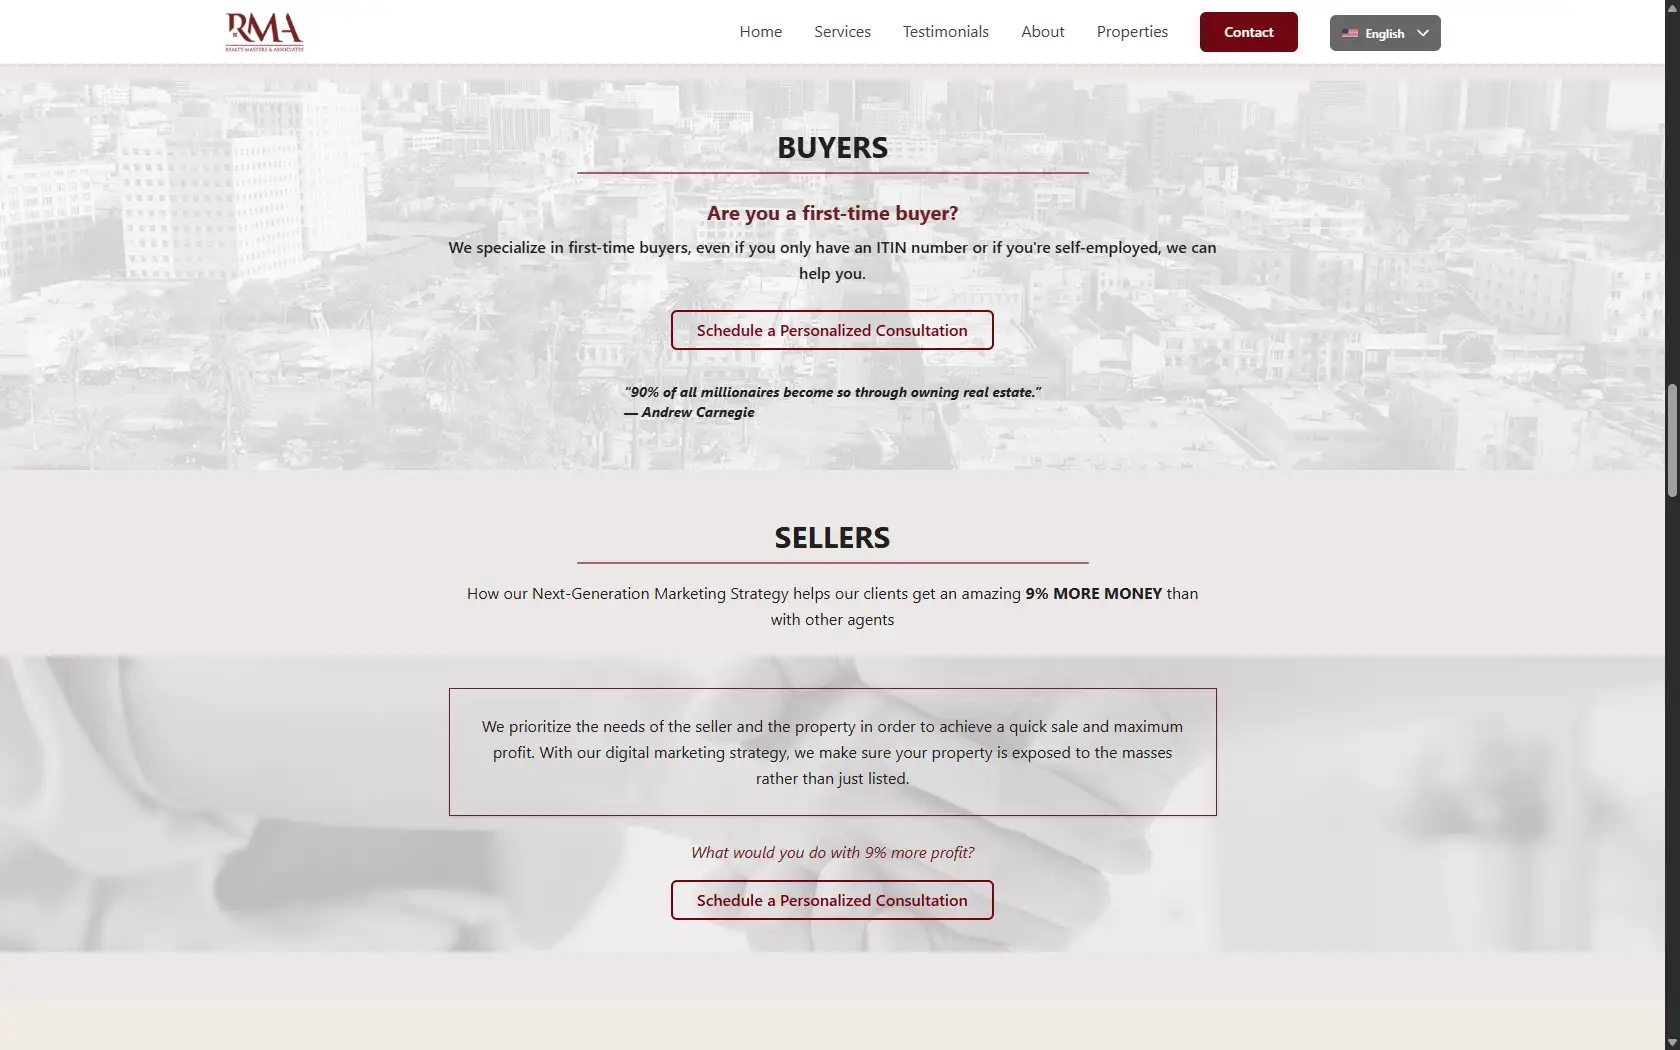 RMA
REALTY MASTERS & ASSOCIATES
Home
Services
Testimonials
About
Properties
Contact
English
BUYERS
Are you a first-time buyer?
We specialize in first-time buyers, even if you only have an ITIN number or if you're self-employed, we can
help you.
Schedule a Personalized Consultation
"90% of all millionaires become so through owning real estate."
— Andrew Carnegie
SELLERS
How our Next-Generation Marketing Strategy helps our clients get an amazing 9% MORE MONEY than
with other agents
We prioritize the needs of the seller and the property in order to achieve a quick sale and maximum
profit. With our digital marketing strategy, we make sure your property is exposed to the masses
rather than just listed.
What would you do with 9% more profit?
Schedule a Personalized Consultation